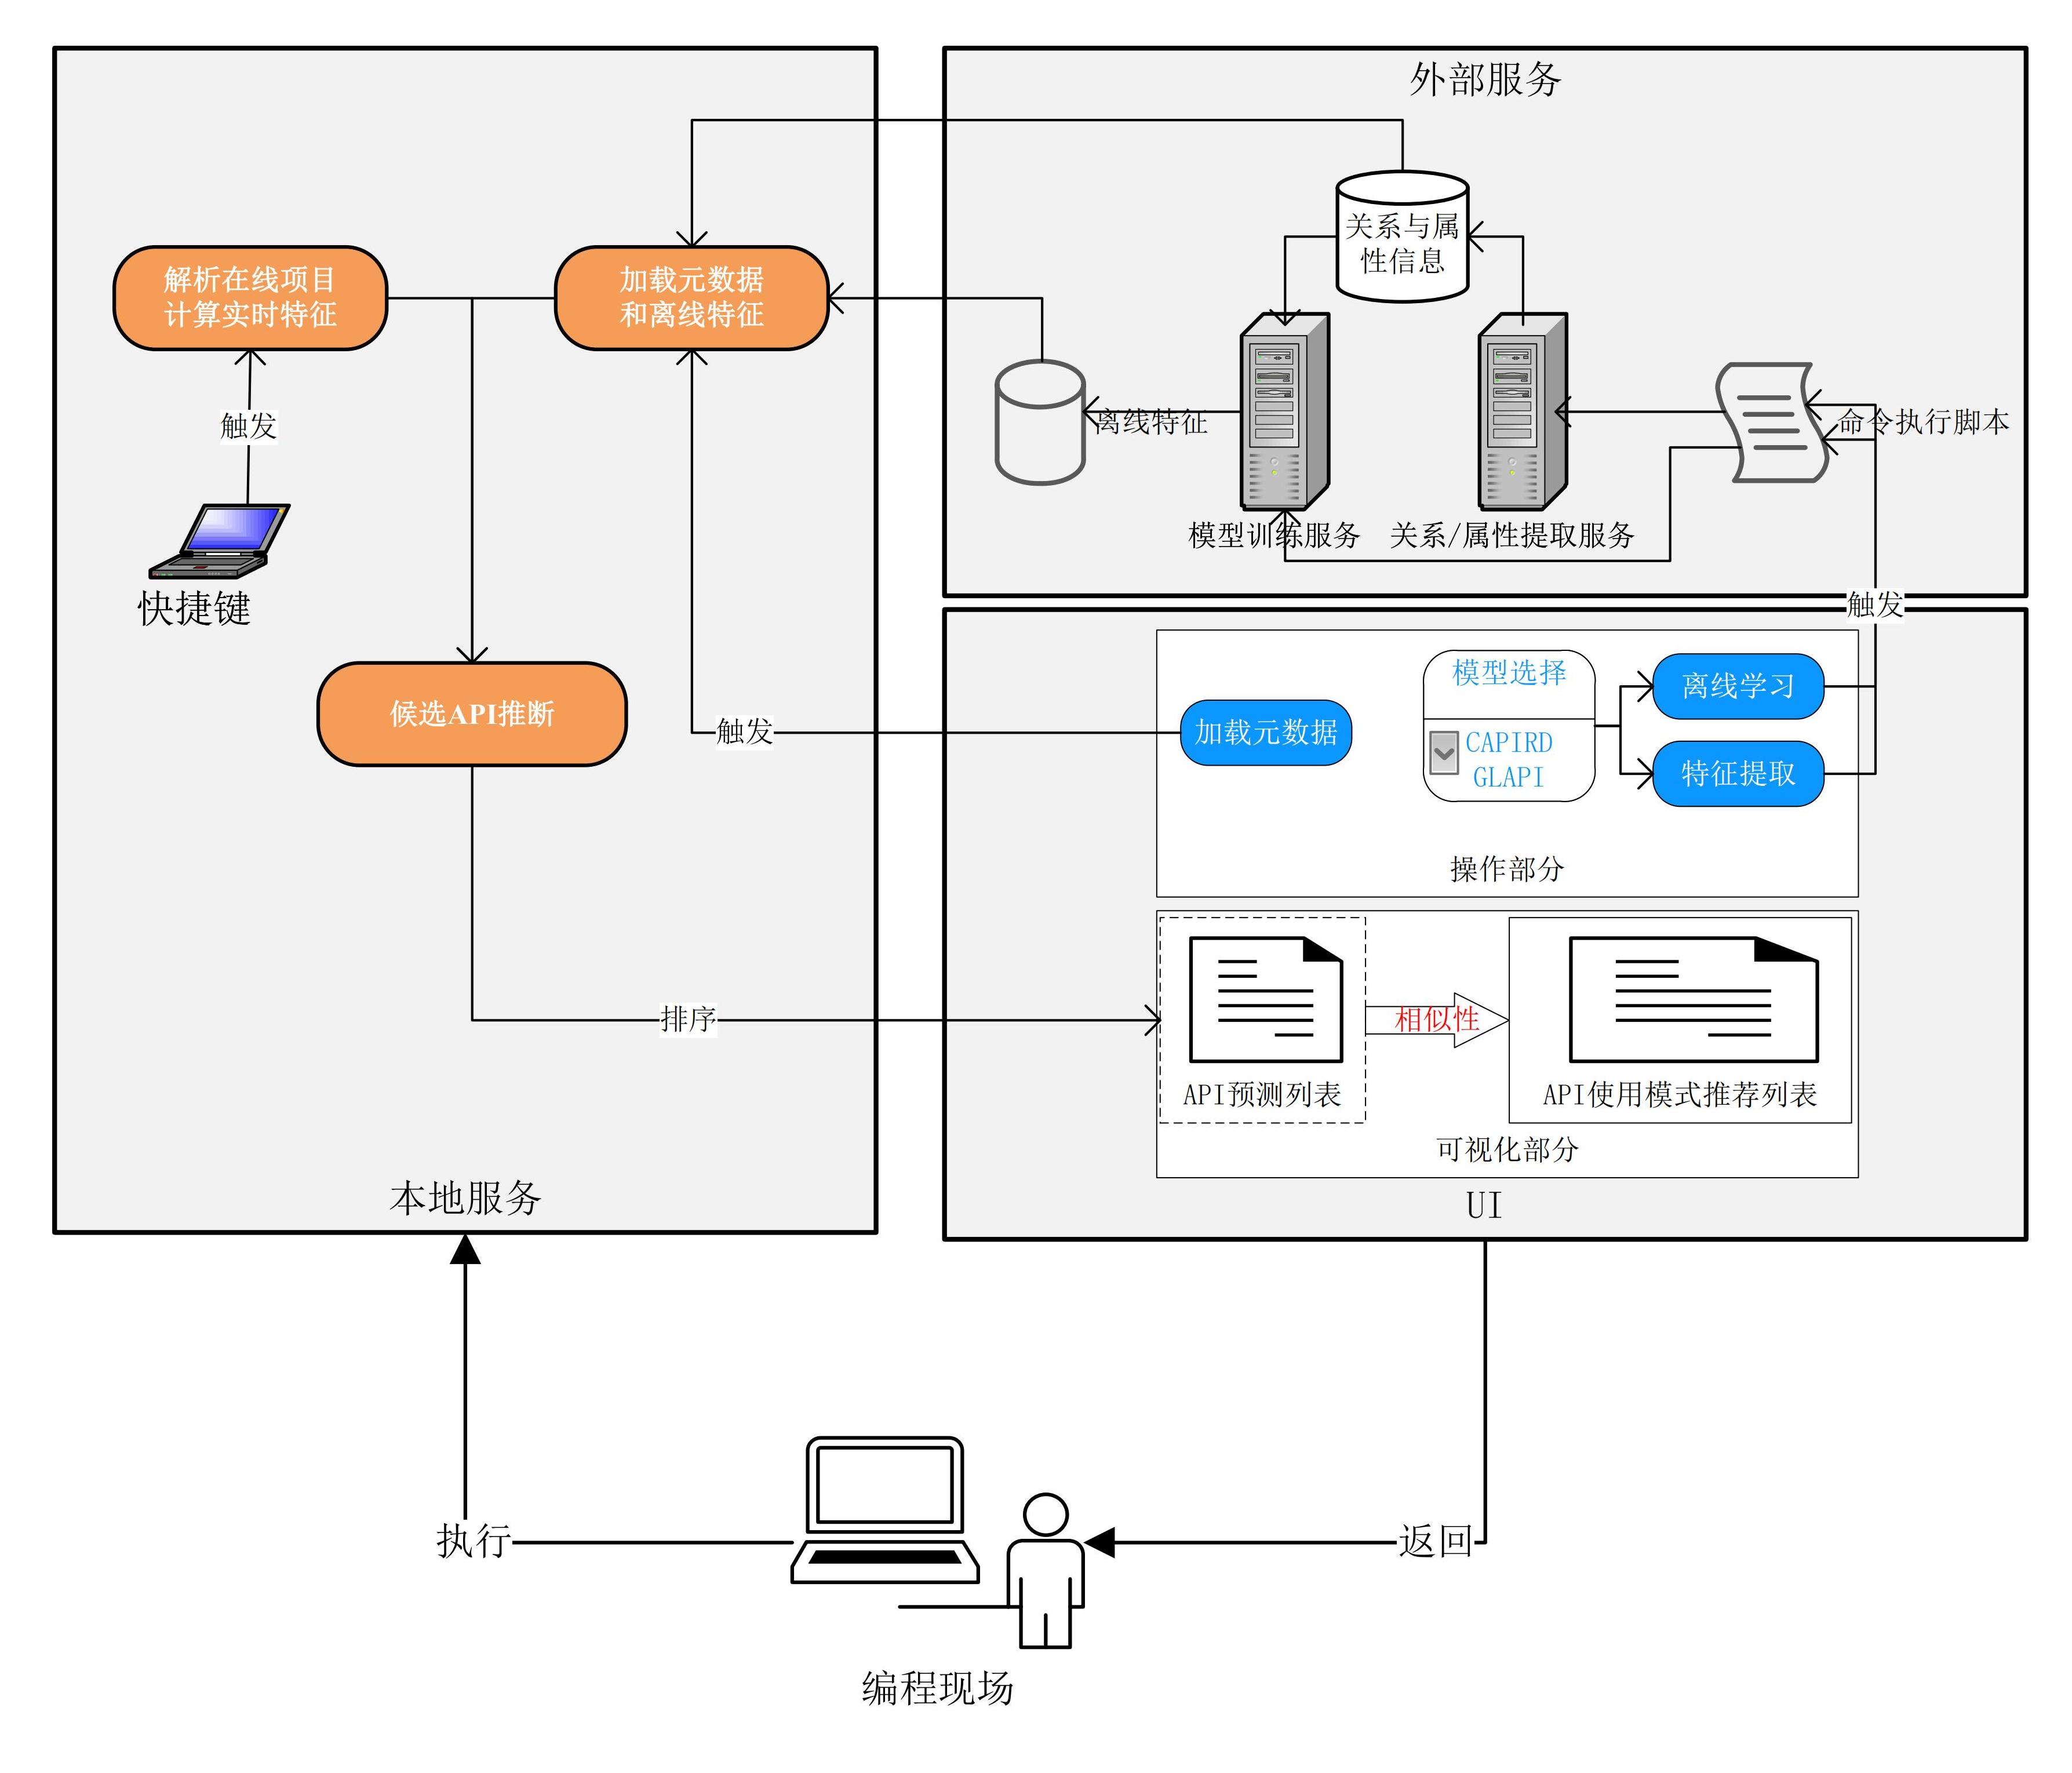 外部服务
关系与属
性信息
解析在线项目
计算实时特征
加载元数据
和离线特征
触发
离线特征
命令执行脚本
模型训练服务
关系/属性提取服务
快捷键
触发
模型选择
离线学习
候选API推断
触发
加载元数据
CAPIRD
GLAPI
特征提取
操作部分
排序
相似性
API预测列表
API使用模式推荐列表
可视化部分
本地服务
UI
执行
返回
编程现场